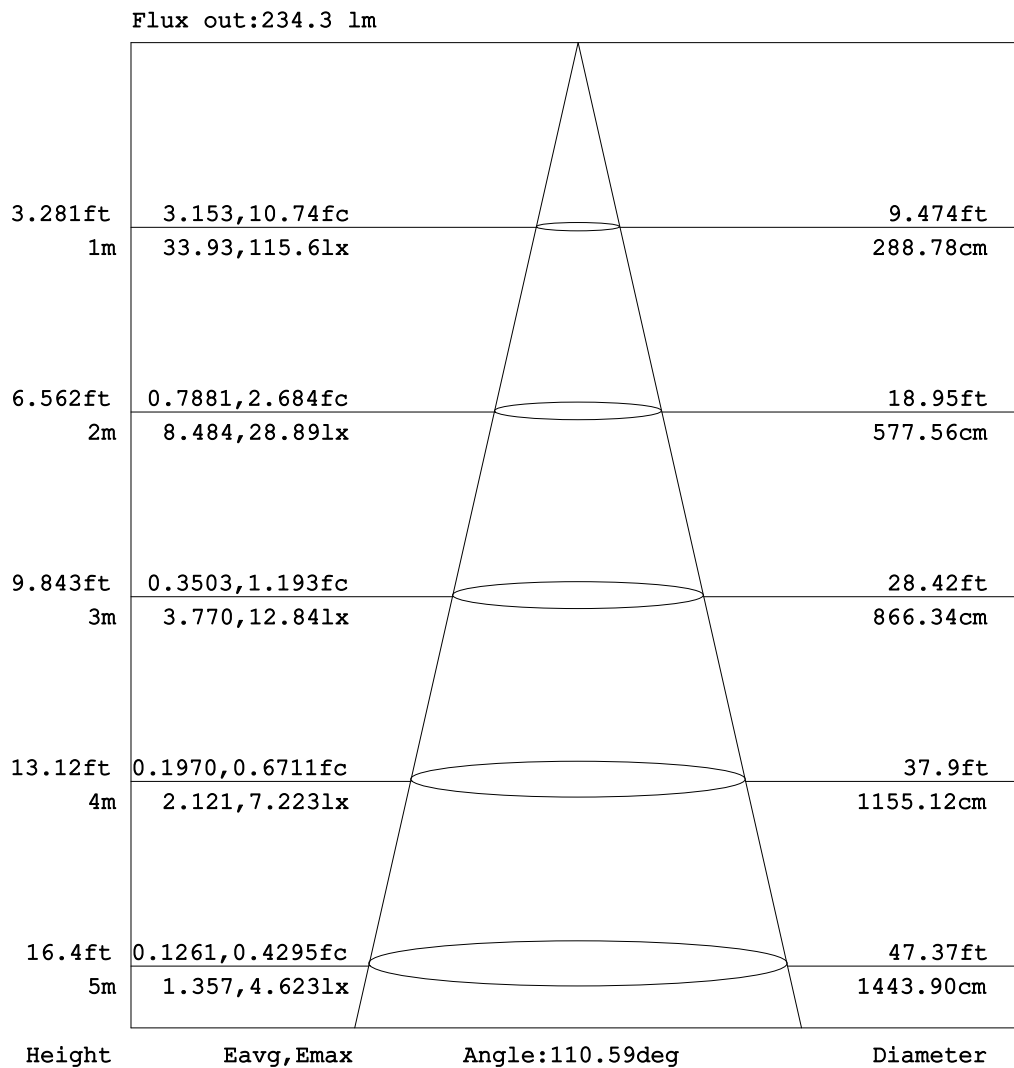 Flux out:234.3 lm
3.281ft 3.153,10.74fc 9.474ft
1m 33.93,115.6lx 288.78cm
6.562ft 0.7881,2.684fc 18.95ft
2m 8.484,28.89lx 577.56cm
9.843ft 0.3503,1.193fc 28.42ft
3m 3.770,12.84lx 866.34cm
13.12ft 0.1970,0.6711fc 37.9ft
4m 2.121,7.223lx 1155.12cm
16.4ft 0.1261,0.4295fc 47.37ft
5m 1.357,4.623lx 1443.90cm
Height Eavg,Emax Angle:110.59deg Diameter